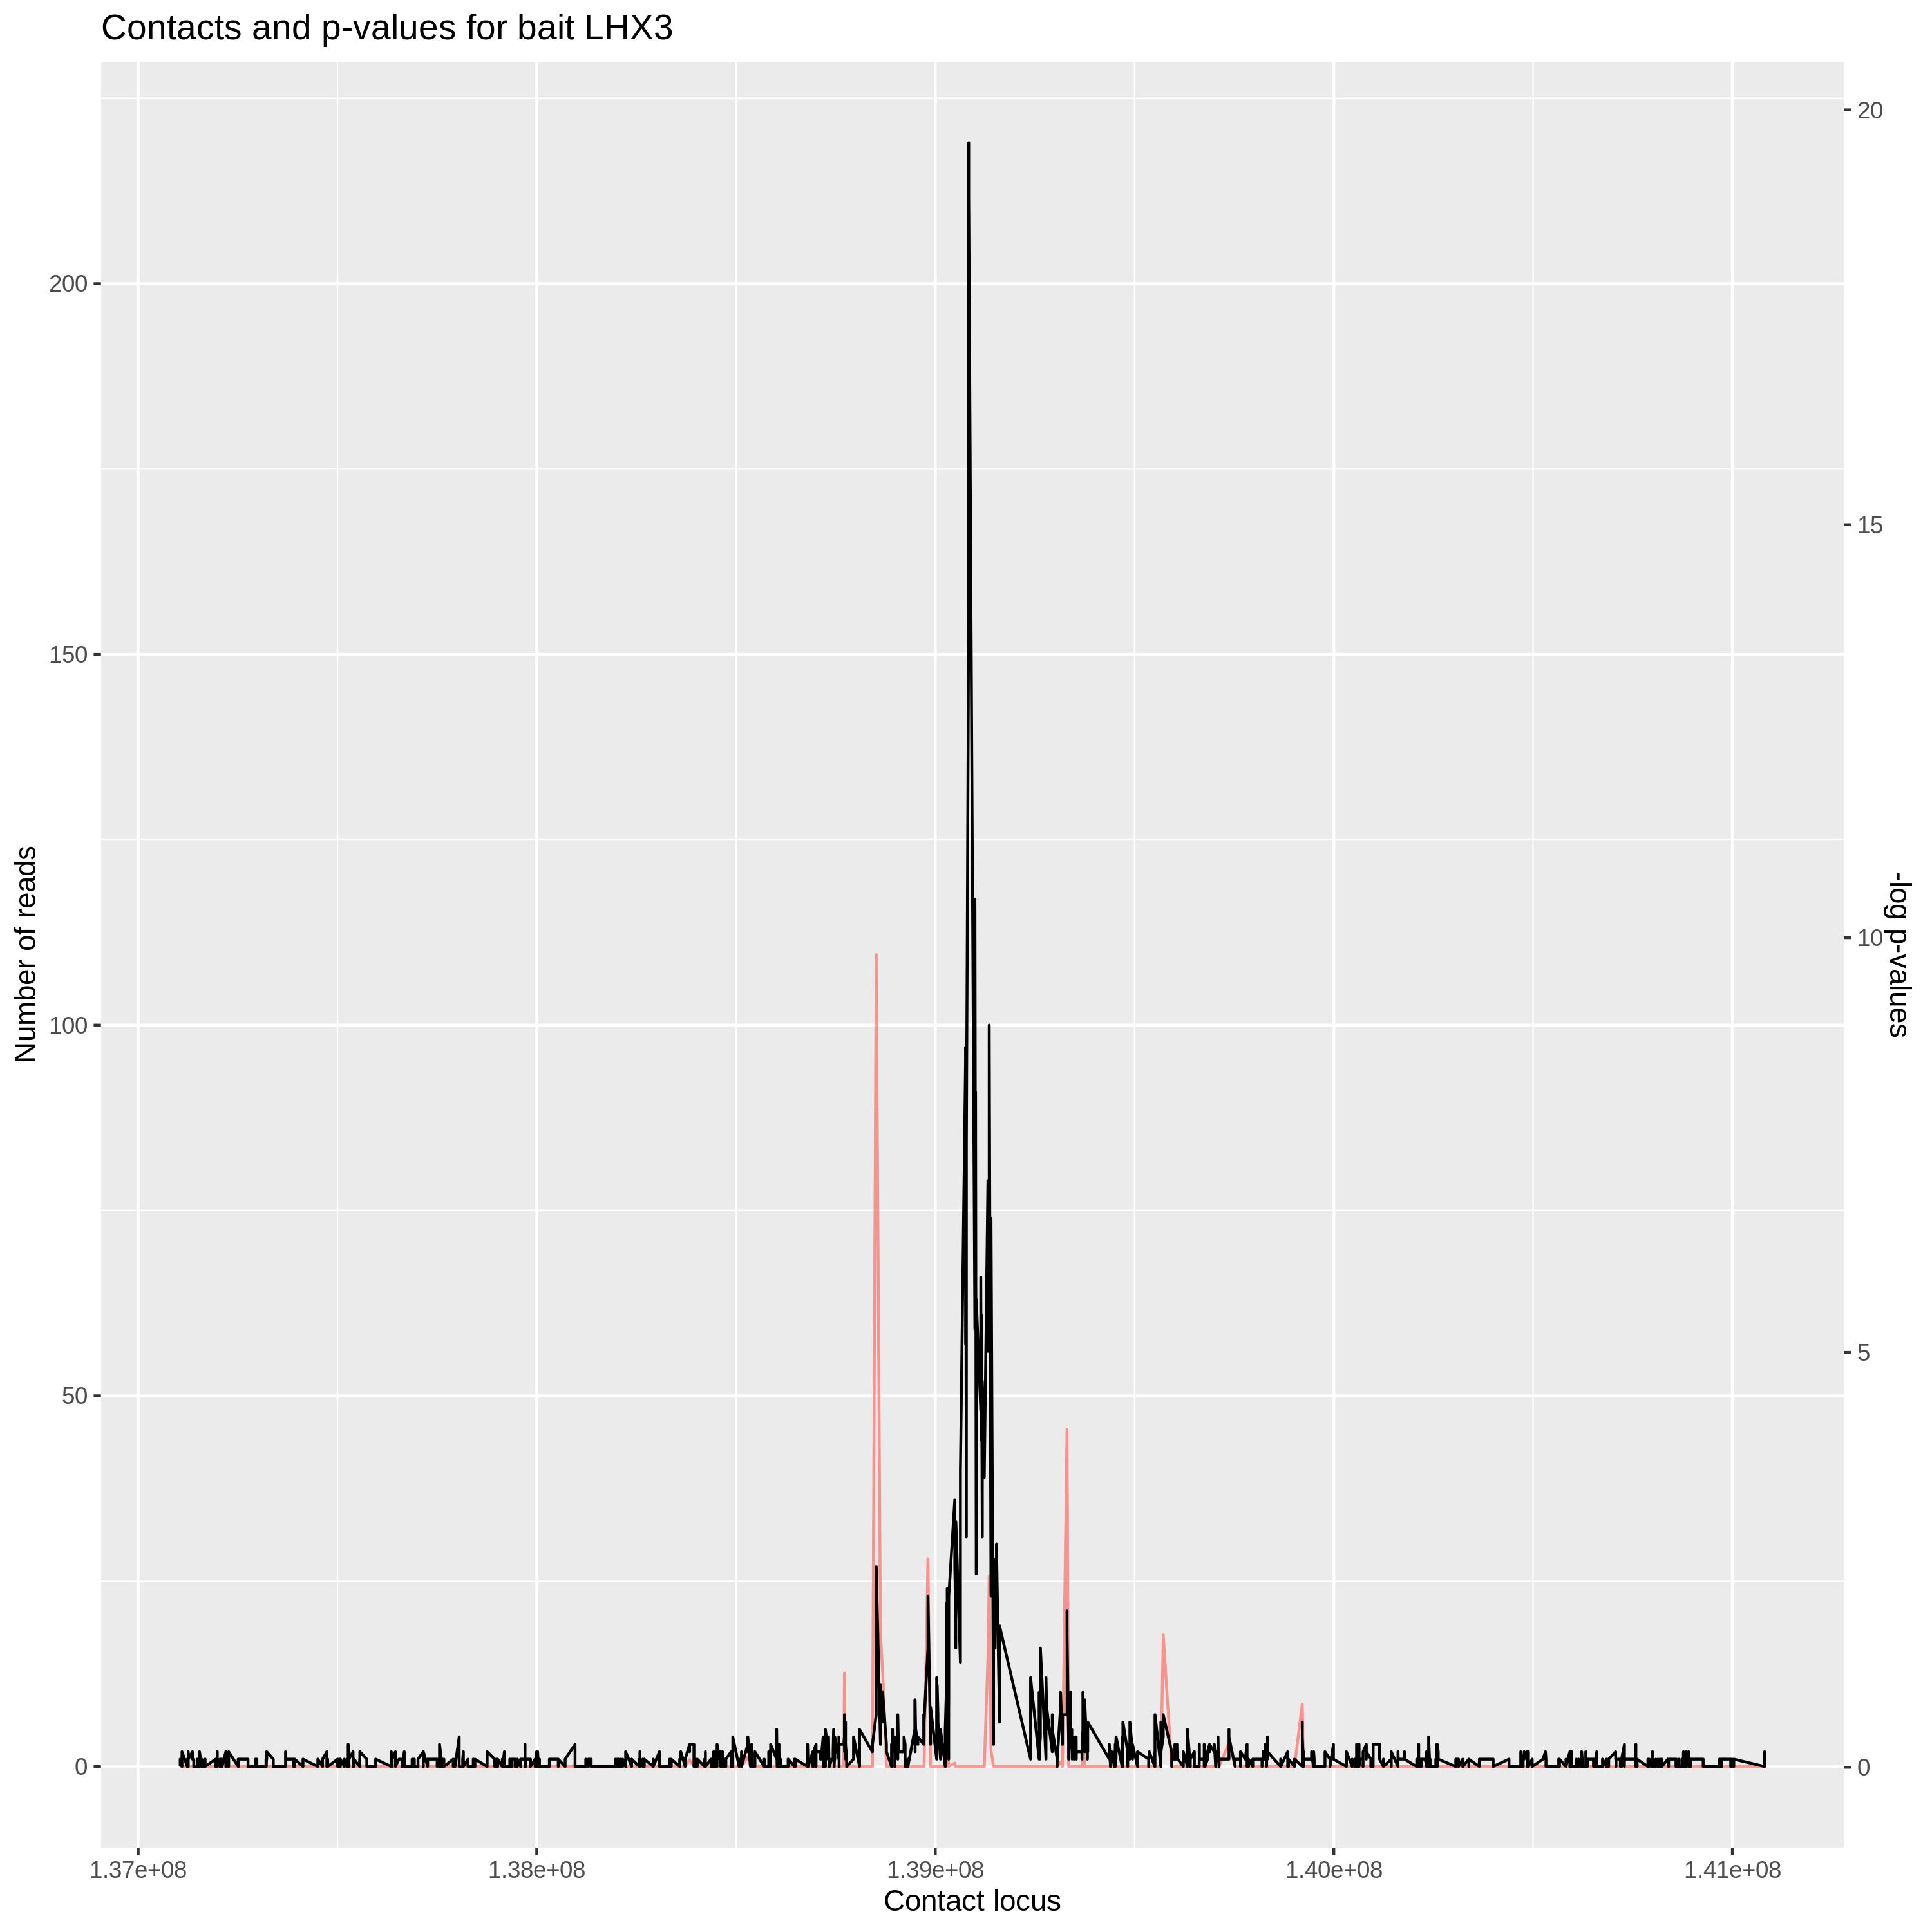 Contacts and p-values for bait LHX3
Number of reads
200
150
100
50
0
20
15
10
5
0
-log p-values
1.37e+08
1.38e+08
1.39e+08
1.40e+08
1.41e+08
Contact locus